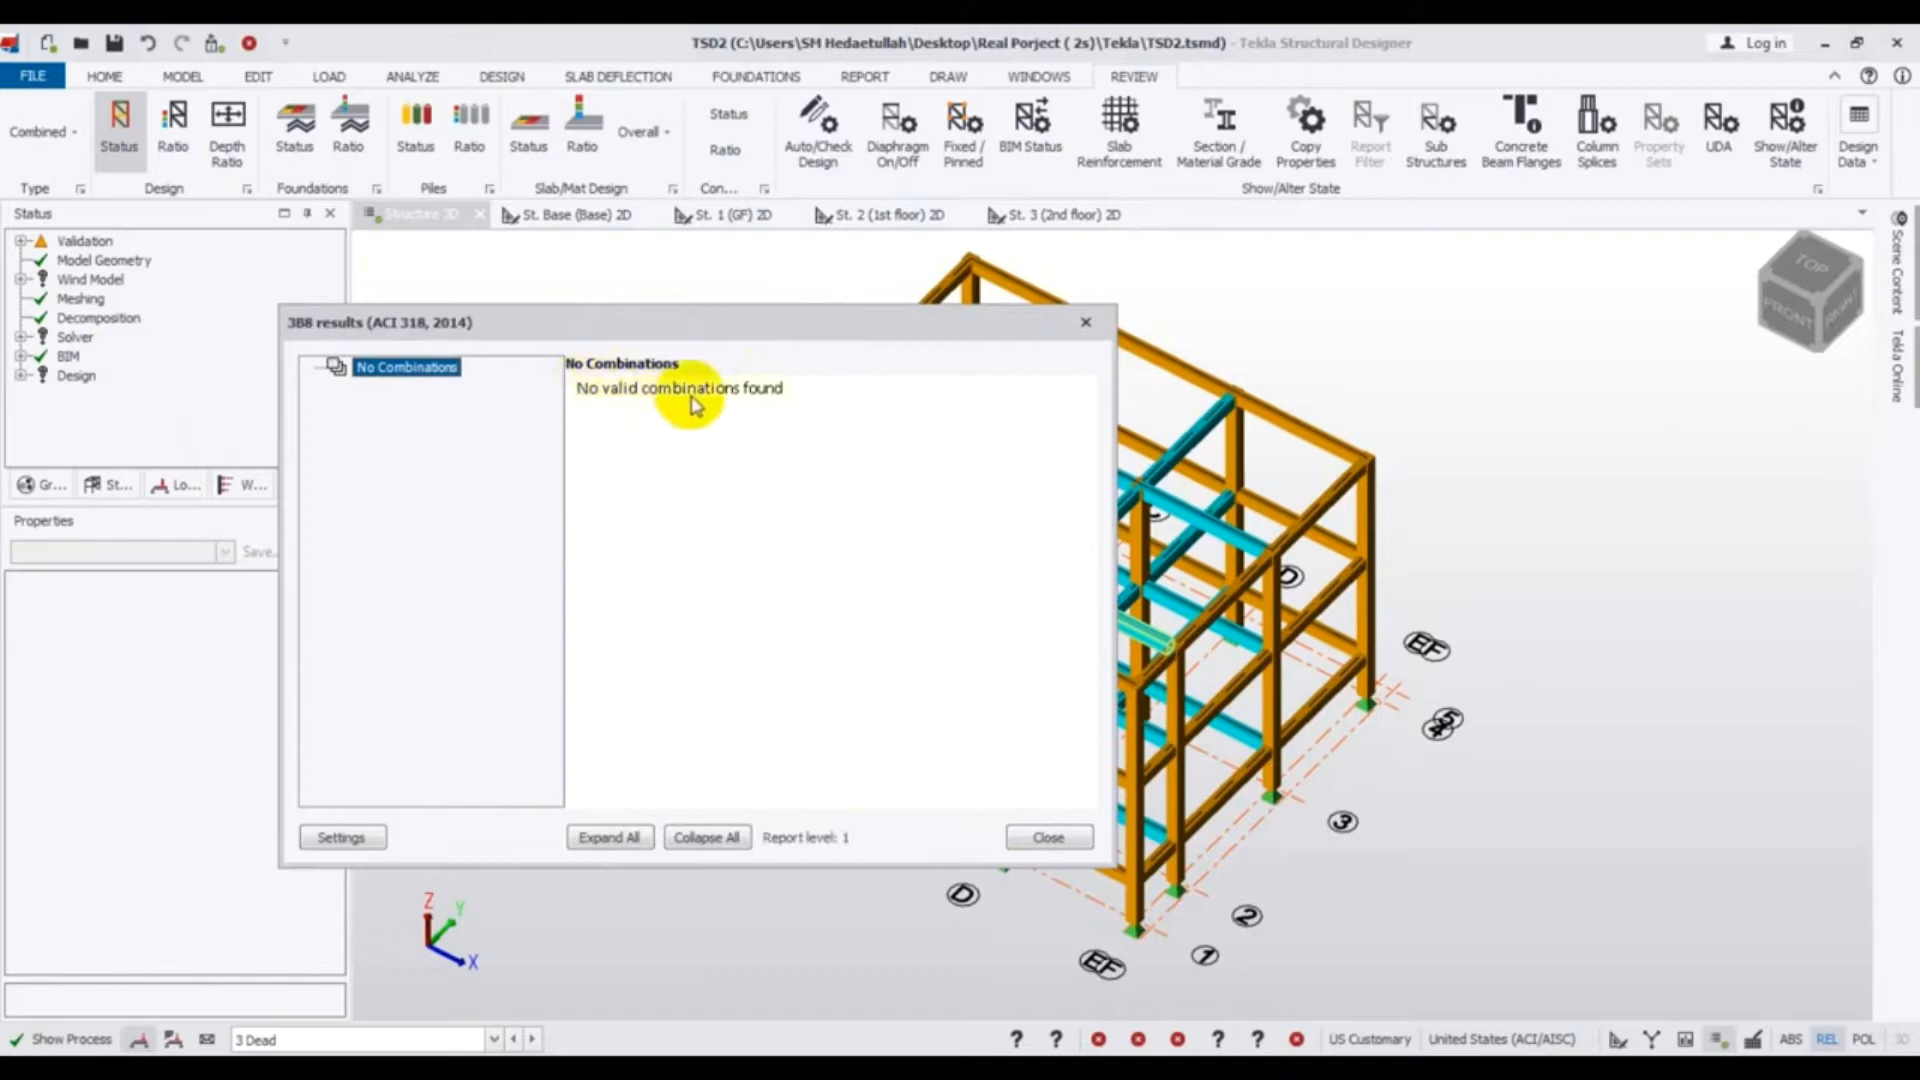 TSD2 (C:\Users\SM Hedaetullah\Desktop\Real Porject ( 2s)\Tekla\TSD2.tsmd) - Tekla Structural Designer
Log in
FILE HOME MODEL EDIT LOAD ANALYZE DESIGN SLAB DEFLECTION FOUNDATIONS REPORT DRAW WINDOWS REVIEW
Combined
Status Ratio Depth Ratio
Status Ratio
Status Ratio
Status Ratio Overall
Status
Ratio
Auto/Check Design
Diaphragm On/Off
Fixed / Pinned
BIM Status
Slab Reinforcement
Section / Material Grade
Copy Properties
Report Filter
Sub Structures
Concrete Beam Flanges
Column Splices
Property Sets
UDA
Show/Alter State
Design Data
Type Design Foundations Piles Slab/Mat Design Con... Show/Alter State
Status
Structure 3D St. Base (Base) 2D St. 1 (GF) 2D St. 2 (1st floor) 2D St. 3 (2nd floor) 2D
Validation
Model Geometry
Wind Model
Meshing
Decomposition
Solver
BIM
Design
Gr... St... Lo... W...
Properties
Save...
3B8 results (ACI 318, 2014)
No Combinations
No Combinations
No valid combinations found
Settings Expand All Collapse All Report level: 1 Close
TOP
FRONT
RIGHT
Scene Content
Tekla Online
C
D
EF
5
4
3
2
1
D
EF
Z
Y
X
Show Process 3 Dead US Customary United States (ACI/AISC) ABS REL POL 3D